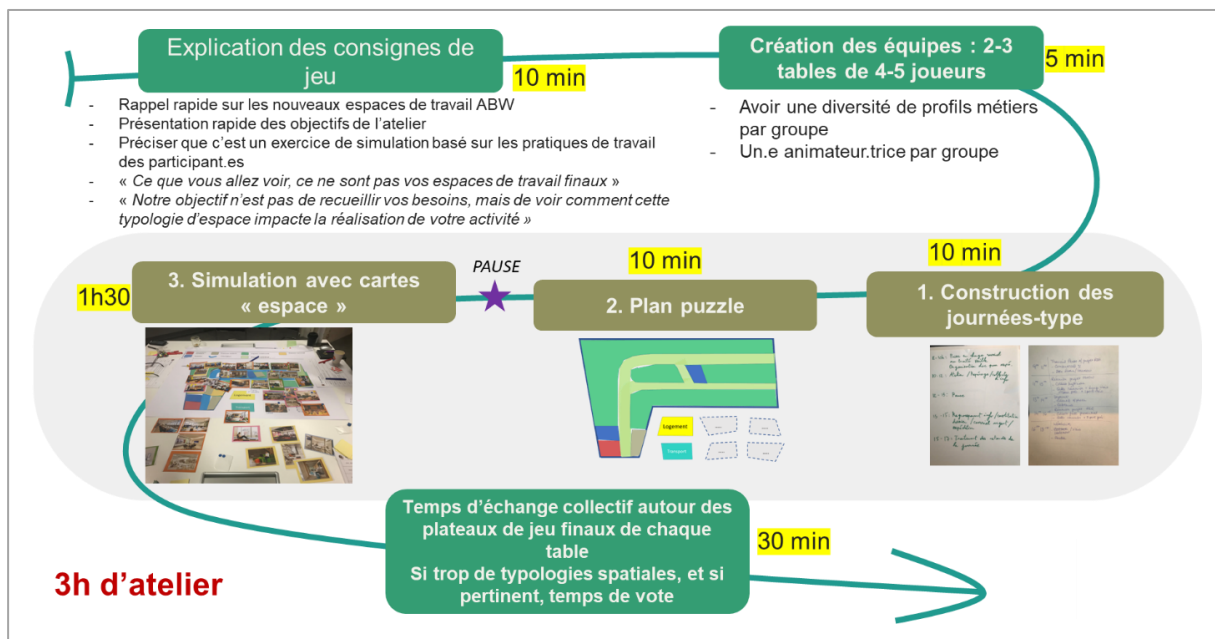 Explication des consignes de
jeu
10 min
- Rappel rapide sur les nouveaux espaces de travail ABW
- Présentation rapide des objectifs de l'atelier
- Préciser que c'est un exercice de simulation basé sur les pratiques de travail
des participant.es
- « Ce que vous allez voir, ce ne sont pas vos espaces de travail finaux »
- « Notre objectif n'est pas de recueillir vos besoins, mais de voir comment cette
typologie d'espace impacte la réalisation de votre activité »
Création des équipes : 2-3
tables de 4-5 joueurs
5 min
- Avoir une diversité de profils métiers
par groupe
- Un.e animateur.trice par groupe
10 min
1. Construction des
journées-type
10 min
2. Plan puzzle
Logement
Transport
PAUSE
1h30
3. Simulation avec cartes
« espace »
Temps d'échange collectif autour des
plateaux de jeu finaux de chaque
table
Si trop de typologies spatiales, et si
pertinent, temps de vote
30 min
3h d'atelier